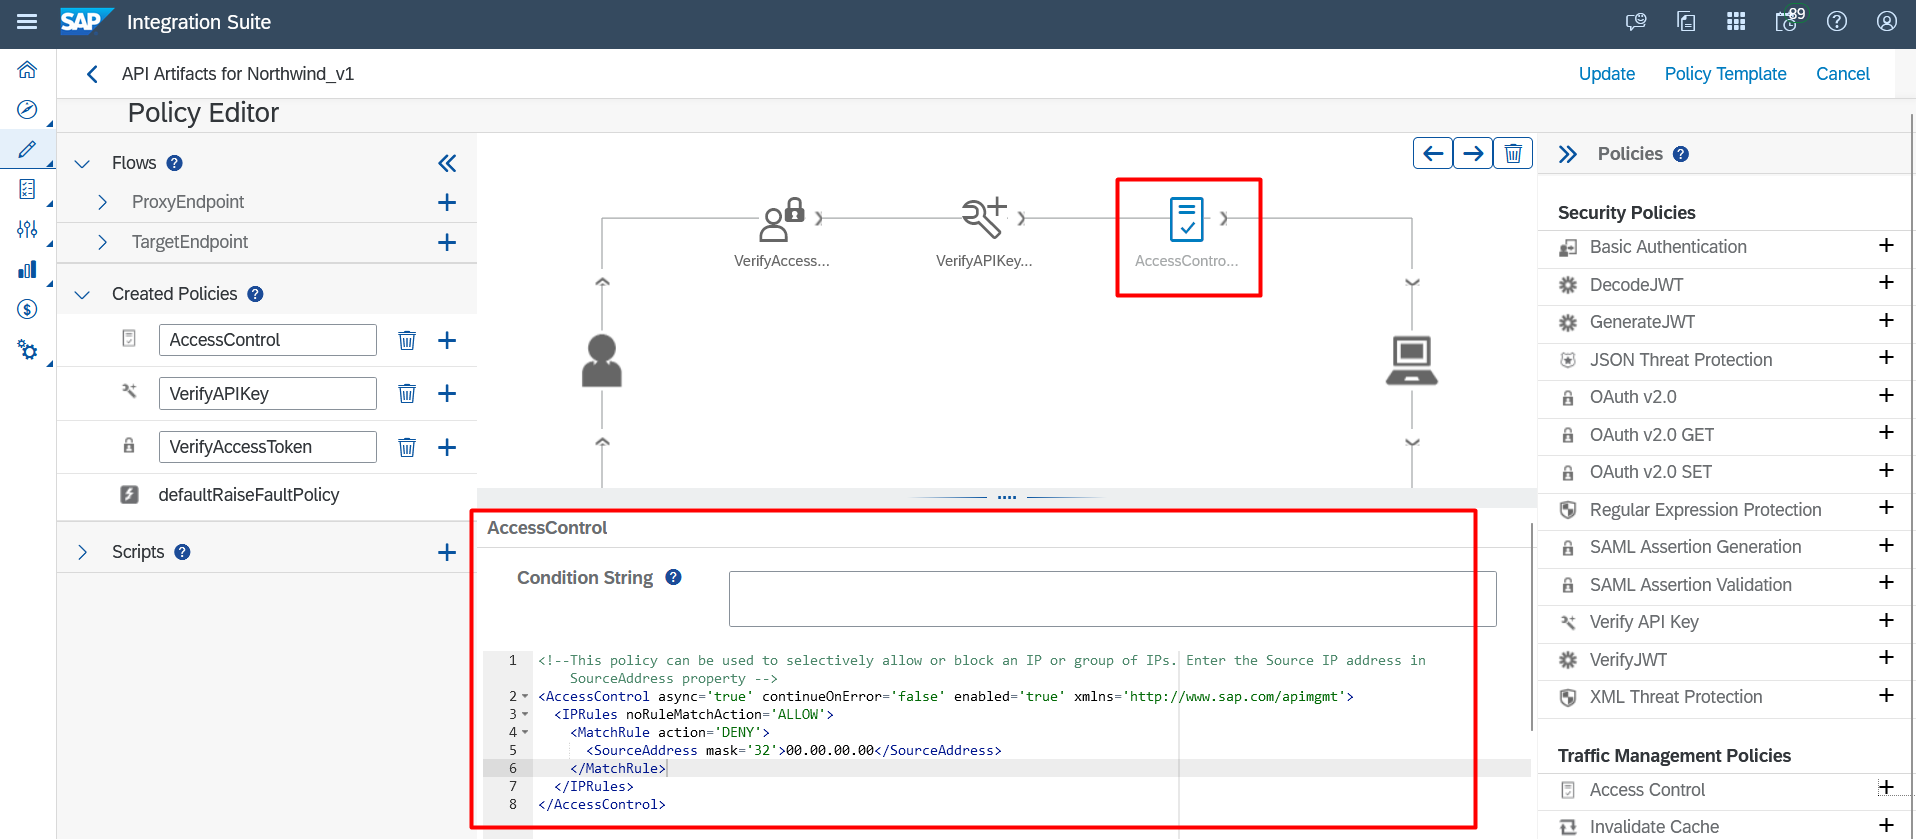 SAP Integration Suite
89
API Artifacts for Northwind_v1
Update Policy Template Cancel
Policy Editor
Flows ?
ProxyEndpoint
TargetEndpoint
Created Policies ?
AccessControl
VerifyAPIKey
VerifyAccessToken
defaultRaiseFaultPolicy
Scripts ?
VerifyAccess...
VerifyAPIKey...
AccessContro...
AccessControl
Condition String ?
1 <!--This policy can be used to selectively allow or block an IP or group of IPs. Enter the Source IP address in
SourceAddress property -->
2 <AccessControl async='true' continueOnError='false' enabled='true' xmlns='http://www.sap.com/apimgmt'>
3 <IPRules noRuleMatchAction='ALLOW'>
4 <MatchRule action='DENY'>
5 <SourceAddress mask='32'>00.00.00.00</SourceAddress>
6 </MatchRule>
7 </IPRules>
8 </AccessControl>
Policies ?
Security Policies
Basic Authentication
DecodeJWT
GenerateJWT
JSON Threat Protection
OAuth v2.0
OAuth v2.0 GET
OAuth v2.0 SET
Regular Expression Protection
SAML Assertion Generation
SAML Assertion Validation
Verify API Key
VerifyJWT
XML Threat Protection
Traffic Management Policies
Access Control
Invalidate Cache